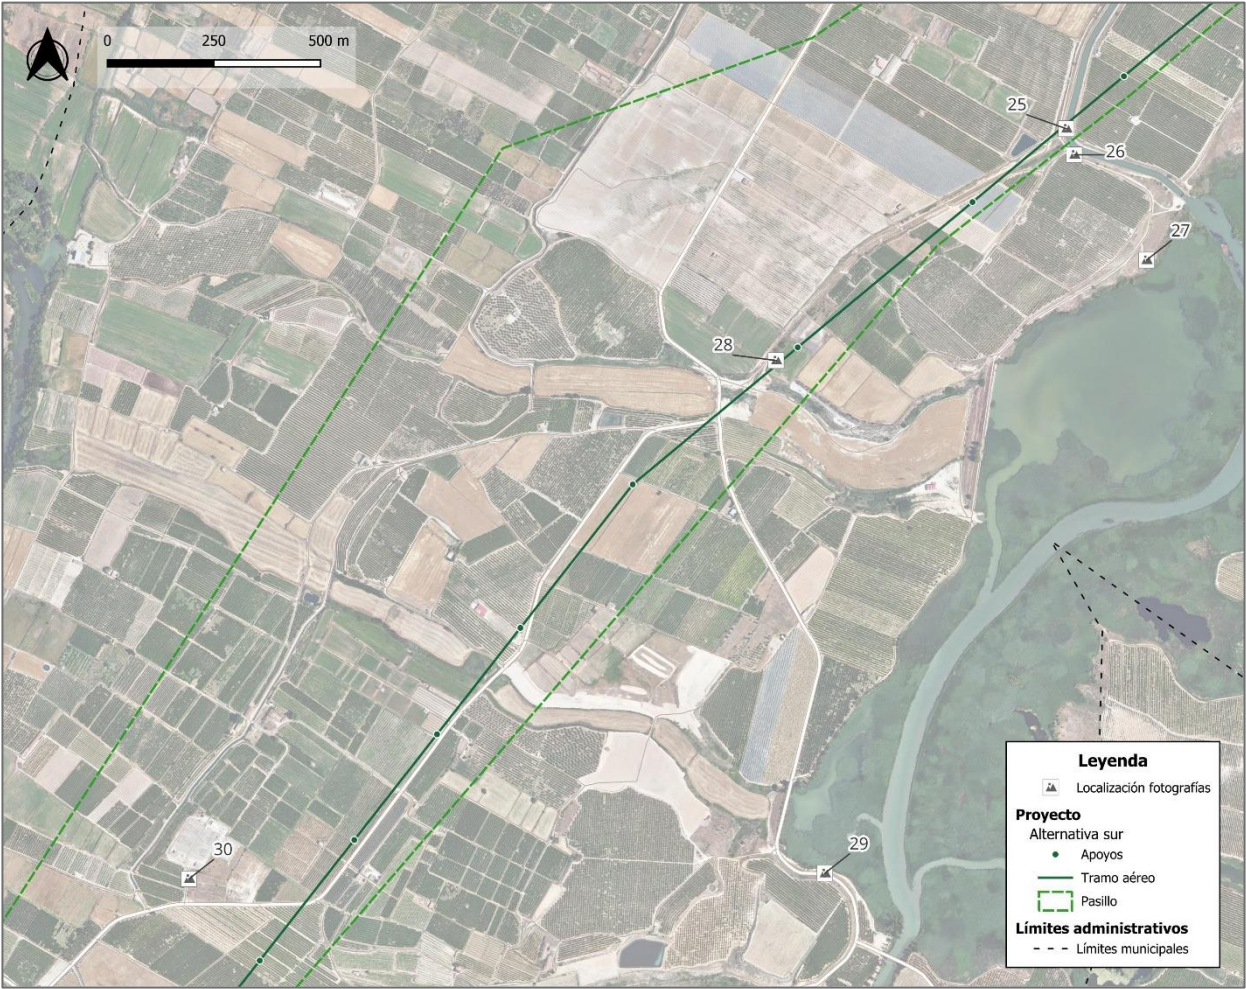 0 250 500 m
25
26
27
28
29
30
Leyenda
Localización fotografías
Proyecto
Alternativa sur
Apoyos
Tramo aéreo
Pasillo
Límites administrativos
Límites municipales